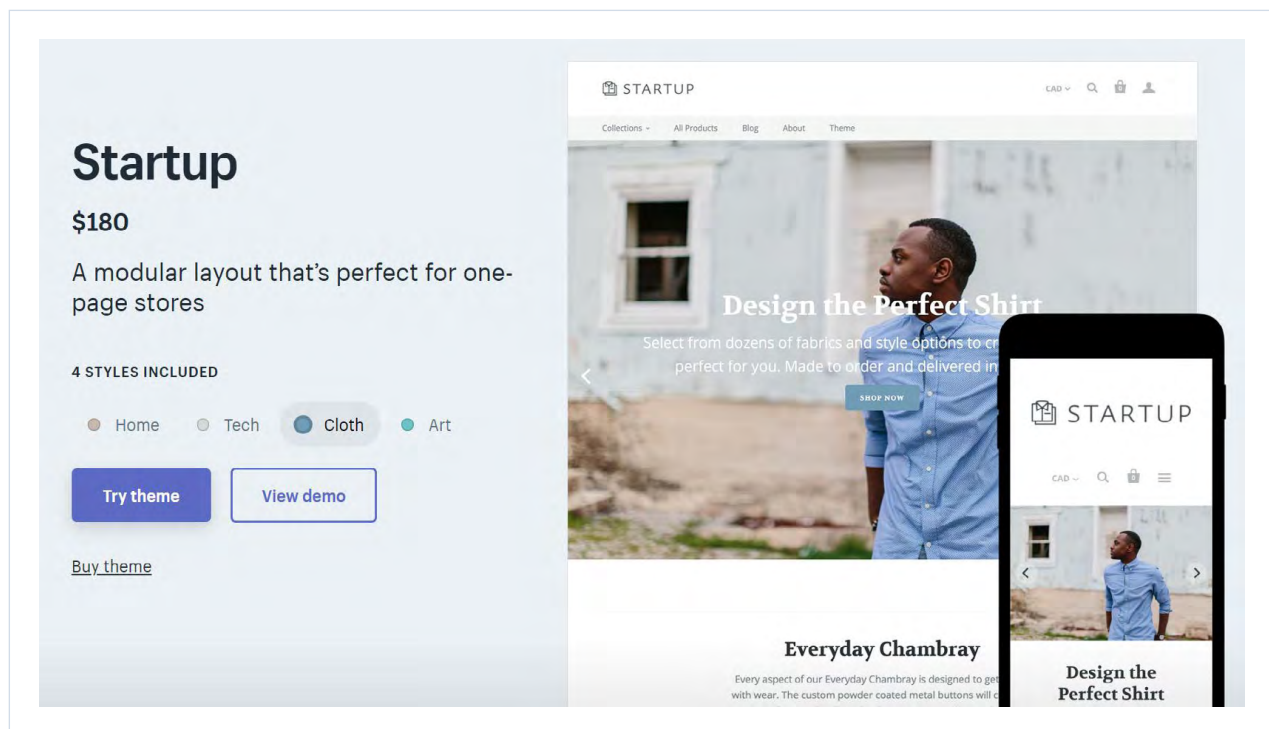 Startup
$180
A modular layout that's perfect for one-
page stores
4 STYLES INCLUDED
Home Tech Cloth Art
Try theme View demo
Buy theme
STARTUP
CAD
Collections All Products Blog About Theme
Design the Perfect Shirt
Select from dozens of fabrics and style options to
perfect for you. Made to order and delivered in
SHOP NOW
Everyday Chambray
Every aspect of our Everyday Chambray is designed to get
with wear. The custom powder coated metal buttons will
STARTUP
CAD
Design the
Perfect Shirt